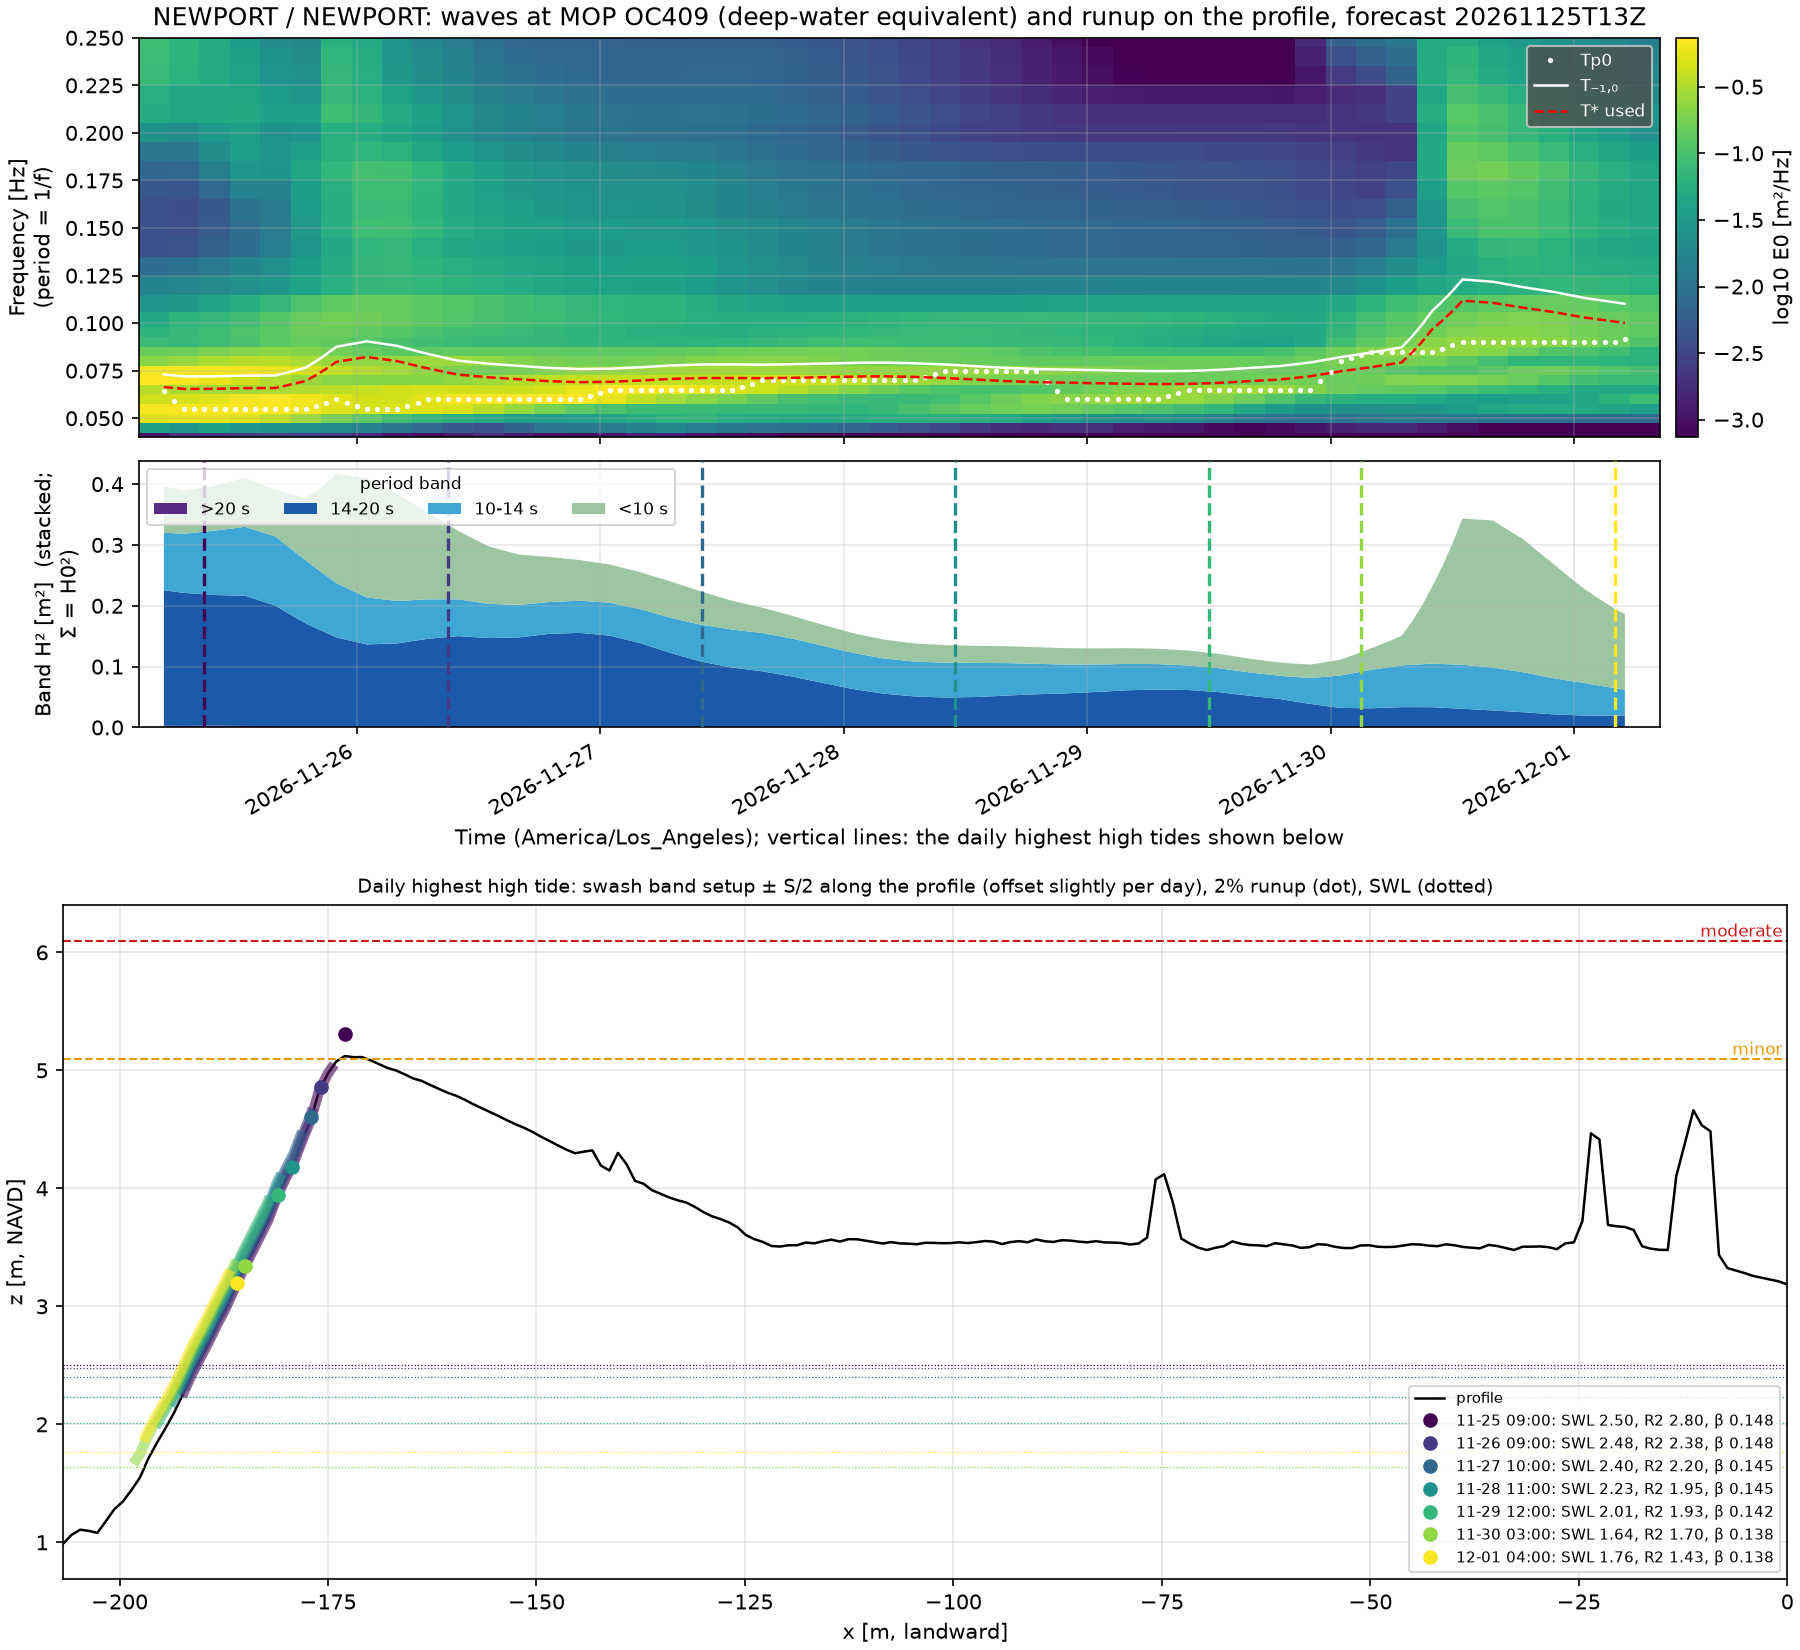 NEWPORT / NEWPORT: waves at MOP OC409 (deep-water equivalent) and runup on the profile, forecast 20261125T13Z
Frequency [Hz]
(period = 1/f)
0.250
0.225
0.200
0.175
0.150
0.125
0.100
0.075
0.050
Tp0
T₋₁,₀
T* used
−0.5
−1.0
−1.5
−2.0
−2.5
−3.0
log10 E0 [m²/Hz]
Band H² [m²]  (stacked;
Σ = H0²)
0.4
0.3
0.2
0.1
0.0
period band
>20 s
14-20 s
10-14 s
<10 s
2026-11-26
2026-11-27
2026-11-28
2026-11-29
2026-11-30
2026-12-01
Time (America/Los_Angeles); vertical lines: the daily highest high tides shown below
Daily highest high tide: swash band setup ± S/2 along the profile (offset slightly per day), 2% runup (dot), SWL (dotted)
z [m, NAVD]
6
5
4
3
2
1
moderate
minor
profile
11-25 09:00: SWL 2.50, R2 2.80, β 0.148
11-26 09:00: SWL 2.48, R2 2.38, β 0.148
11-27 10:00: SWL 2.40, R2 2.20, β 0.145
11-28 11:00: SWL 2.23, R2 1.95, β 0.145
11-29 12:00: SWL 2.01, R2 1.93, β 0.142
11-30 03:00: SWL 1.64, R2 1.70, β 0.138
12-01 04:00: SWL 1.76, R2 1.43, β 0.138
−200
−175
−150
−125
−100
−75
−50
−25
0
x [m, landward]